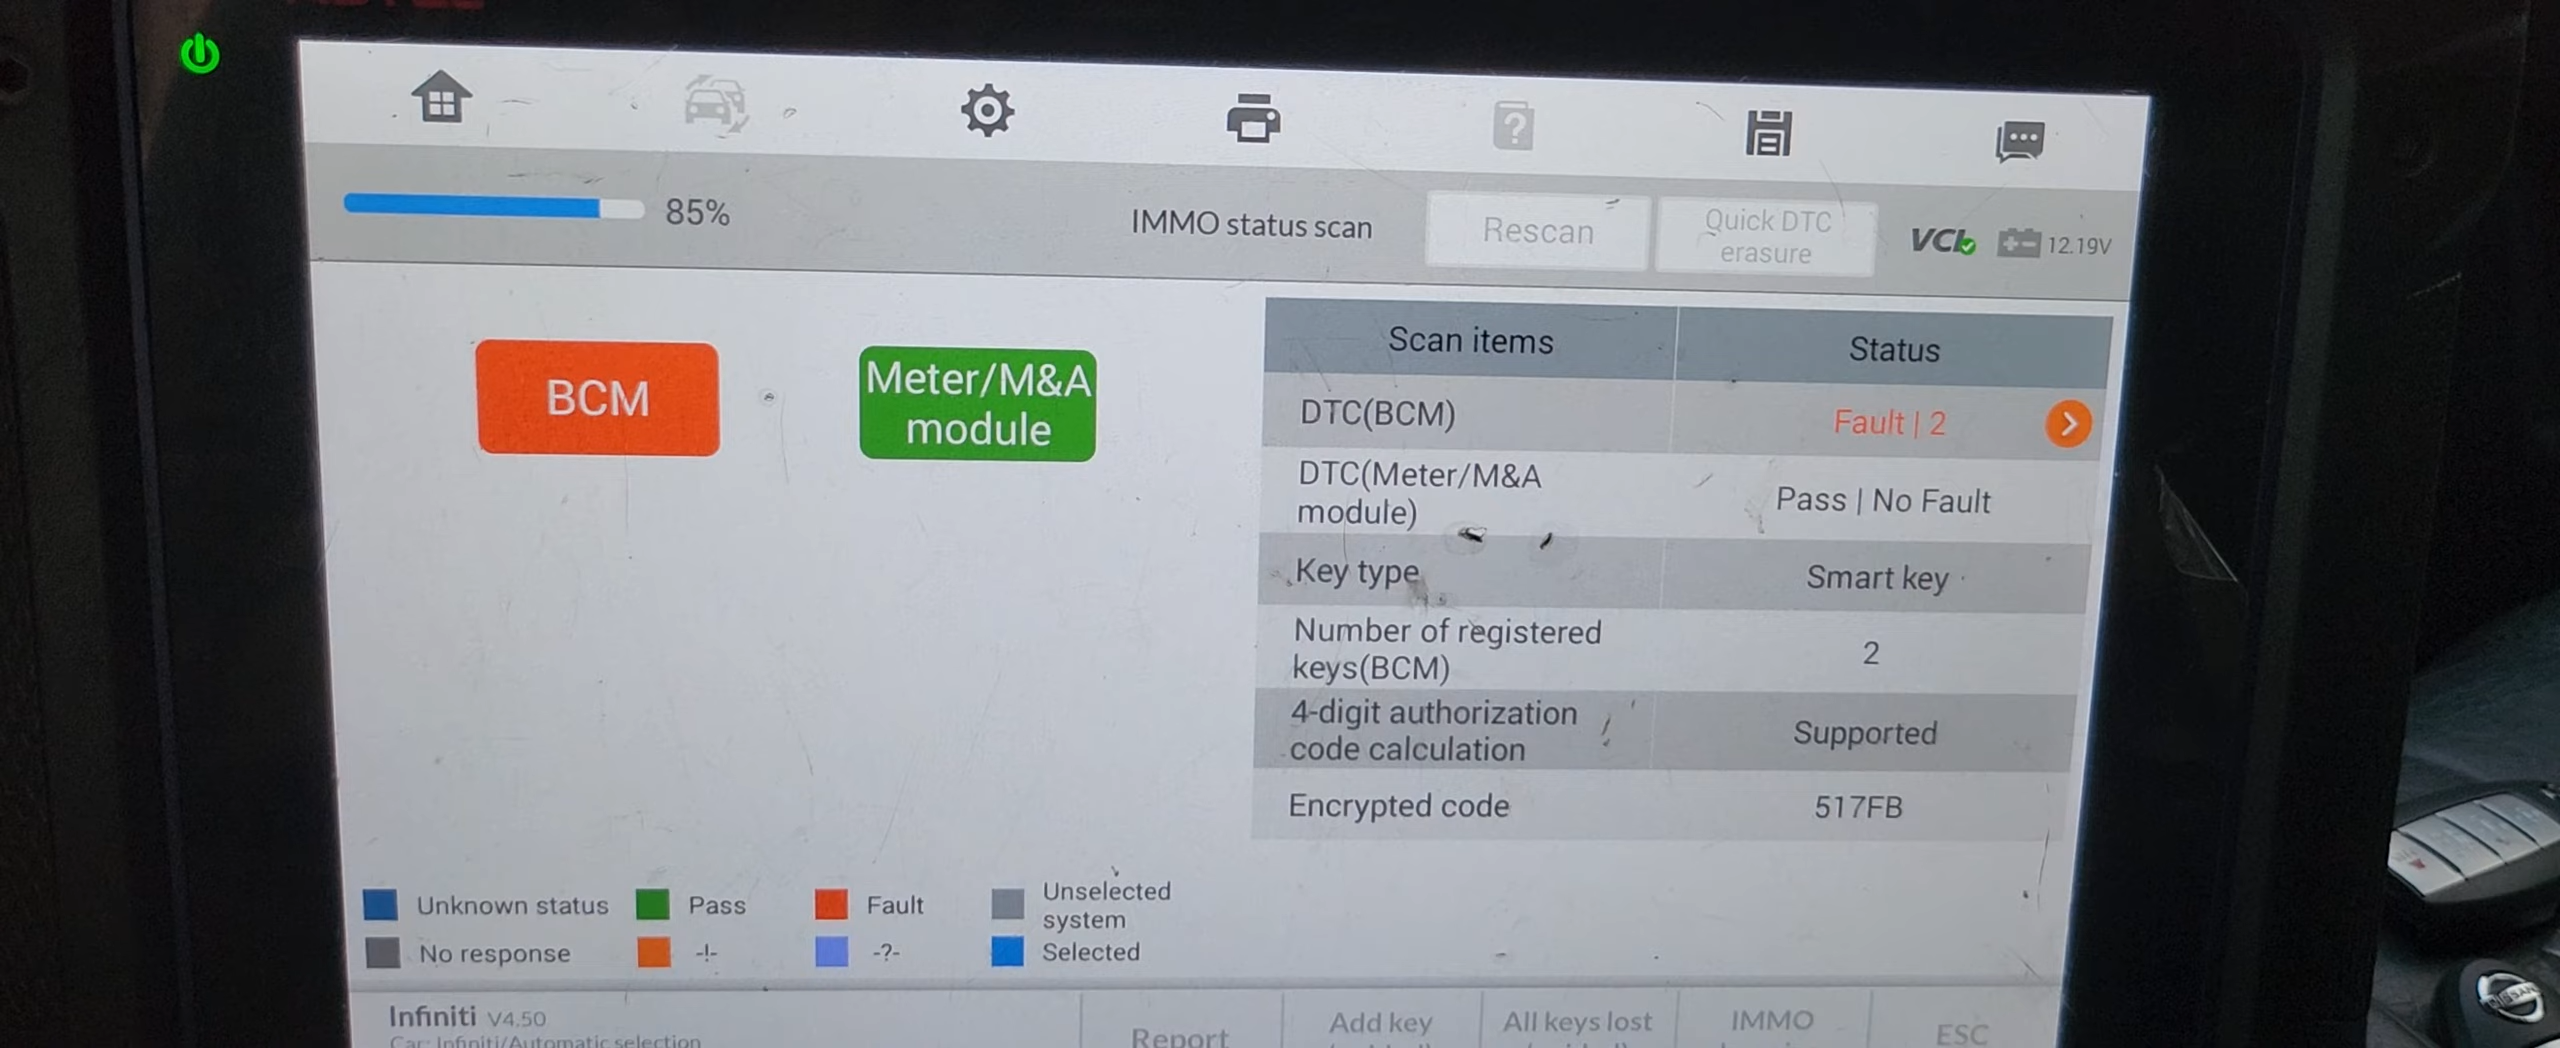 85%
IMMO status scan
Rescan
Quick DTC
erasure
VCI
12.19V
BCM
Meter/M&A
module
Scan items
Status
DTC(BCM)
Fault | 2
DTC(Meter/M&A
module)
Pass | No Fault
Key type
Smart key
Number of registered
keys(BCM)
2
4-digit authorization
code calculation
Supported
Encrypted code
517FB
Unknown status
Pass
Fault
Unselected
system
No response
-!-
-?-
Selected
Infiniti V4.50
Car: Infiniti/Automatic selection
Report
Add key
All keys lost
IMMO
ESC
NISSAN